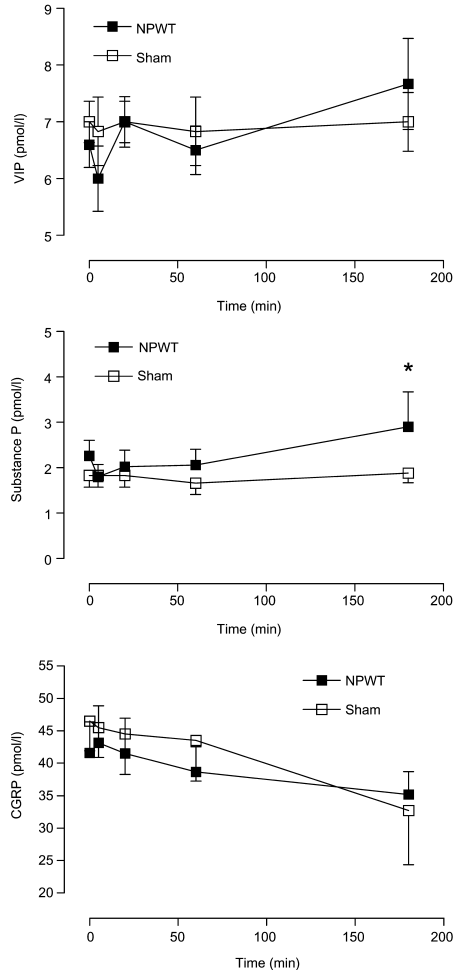 9
8
7
6
5
VIP (pmol/l)
NPWT
Sham
0 50 100 150 200
Time (min)
5
4
3
2
1
0
Substance P (pmol/l)
NPWT
Sham
*
0 50 100 150 200
Time (min)
55
50
45
40
35
30
25
20
CGRP (pmol/l)
NPWT
Sham
0 50 100 150 200
Time (min)